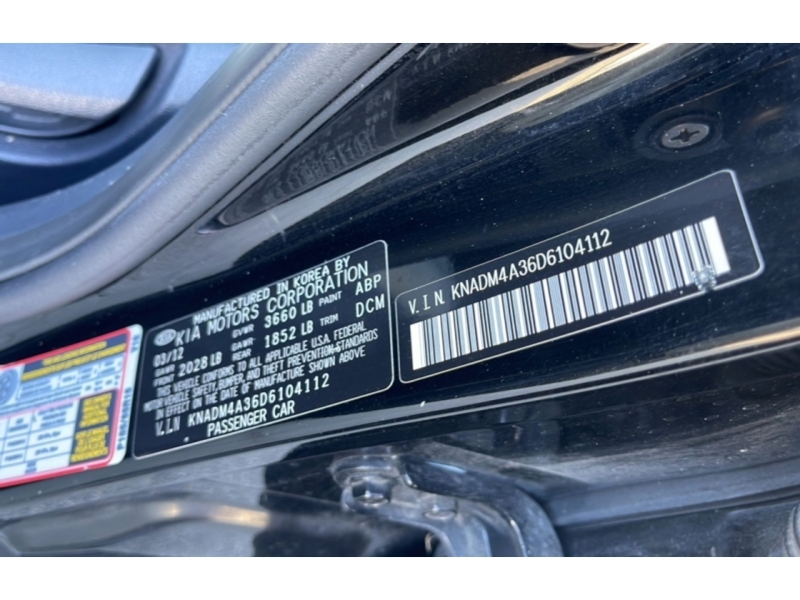 MANUFACTURED IN KOREA BY
KIA MOTORS CORPORATION
03/12 GVWR 3660 LB PAINT ABP
GAWR FRONT 2028 LB GAWR REAR 1852 LB TRIM DCM
THIS VEHICLE CONFORMS TO ALL APPLICABLE U.S.A. FEDERAL
MOTOR VEHICLE SAFETY, BUMPER, AND THEFT PREVENTION STANDARDS
IN EFFECT ON THE DATE OF MANUFACTURE SHOWN ABOVE
V.I.N KNADM4A36D6104112
PASSENGER CAR
V.I.N. KNADM4A36D6104112